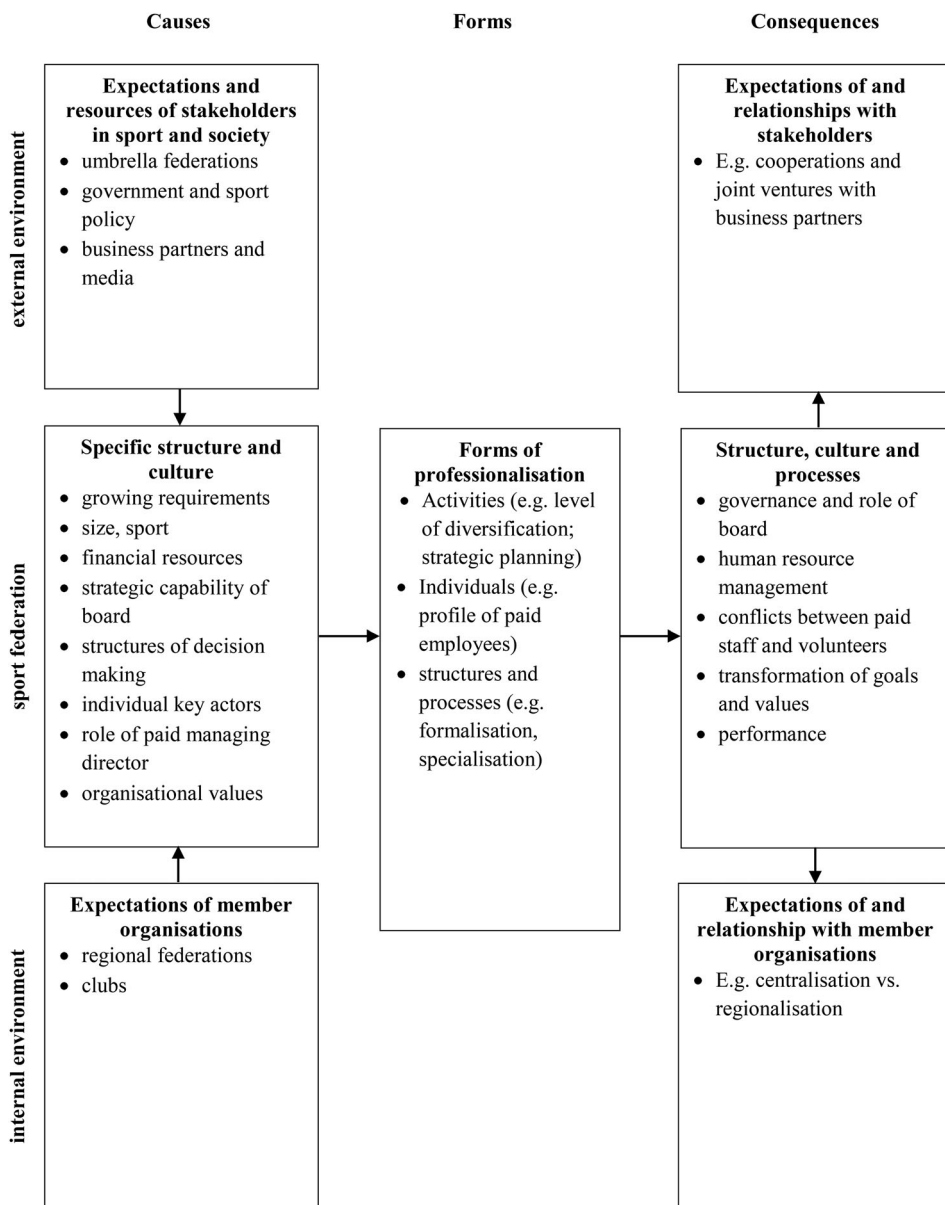 Causes
Forms
Consequences
external environment
Expectations and
resources of stakeholders
in sport and society
• umbrella federations
• government and sport
policy
• business partners and
media
Expectations of and
relationships with
stakeholders
• E.g. cooperations and
joint ventures with
business partners
sport federation
Specific structure and
culture
• growing requirements
• size, sport
• financial resources
• strategic capability of
board
• structures of decision
making
• individual key actors
• role of paid managing
director
• organisational values
Forms of
professionalisation
• Activities (e.g. level
of diversification;
strategic planning)
• Individuals (e.g.
profile of paid
employees)
• structures and
processes (e.g.
formalisation,
specialisation)
Structure, culture and
processes
• governance and role of
board
• human resource
management
• conflicts between paid
staff and volunteers
• transformation of goals
and values
• performance
internal environment
Expectations of member
organisations
• regional federations
• clubs
Expectations of and
relationship with member
organisations
• E.g. centralisation vs.
regionalisation